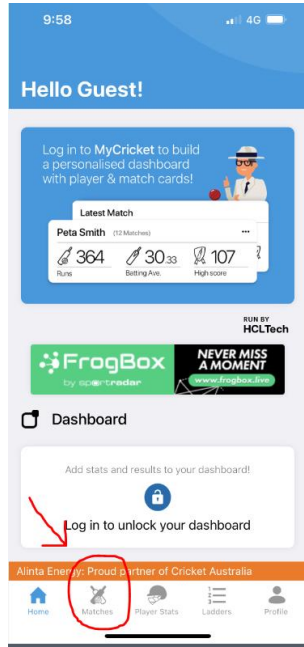 9:58
4G
Hello Guest!
Log in to MyCricket to build
a personalised dashboard
with player & match cards!
Latest Match
Peta Smith (12 Matches)
364 30.33 107
Runs Batting Ave. High score
RUN BY
HCLTech
FrogBox
by sportradar
NEVER MISS
A MOMENT
www.frogbox.live
Dashboard
Add stats and results to your dashboard!
Log in to unlock your dashboard
Alinta Energy: Proud partner of Cricket Australia
Home Matches Player Stats Ladders Profile